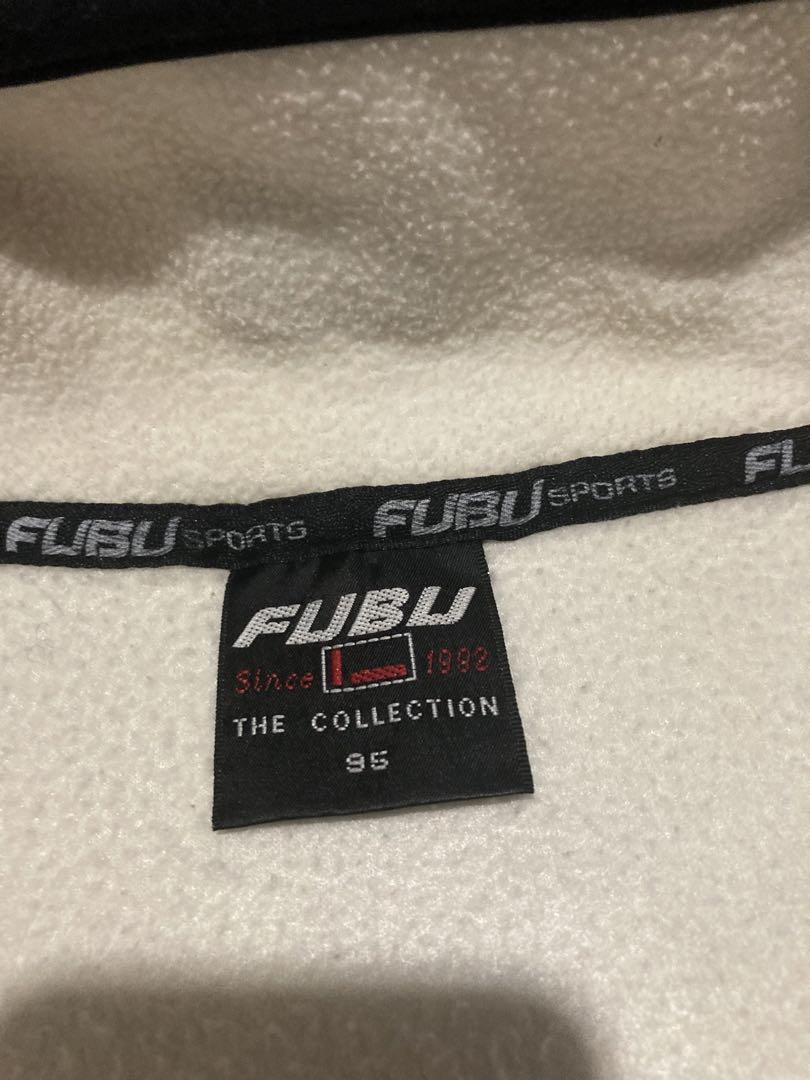 FUBU SPORTS FUBU SPORTS FU
FUBU
Since 1992
THE COLLECTION
95